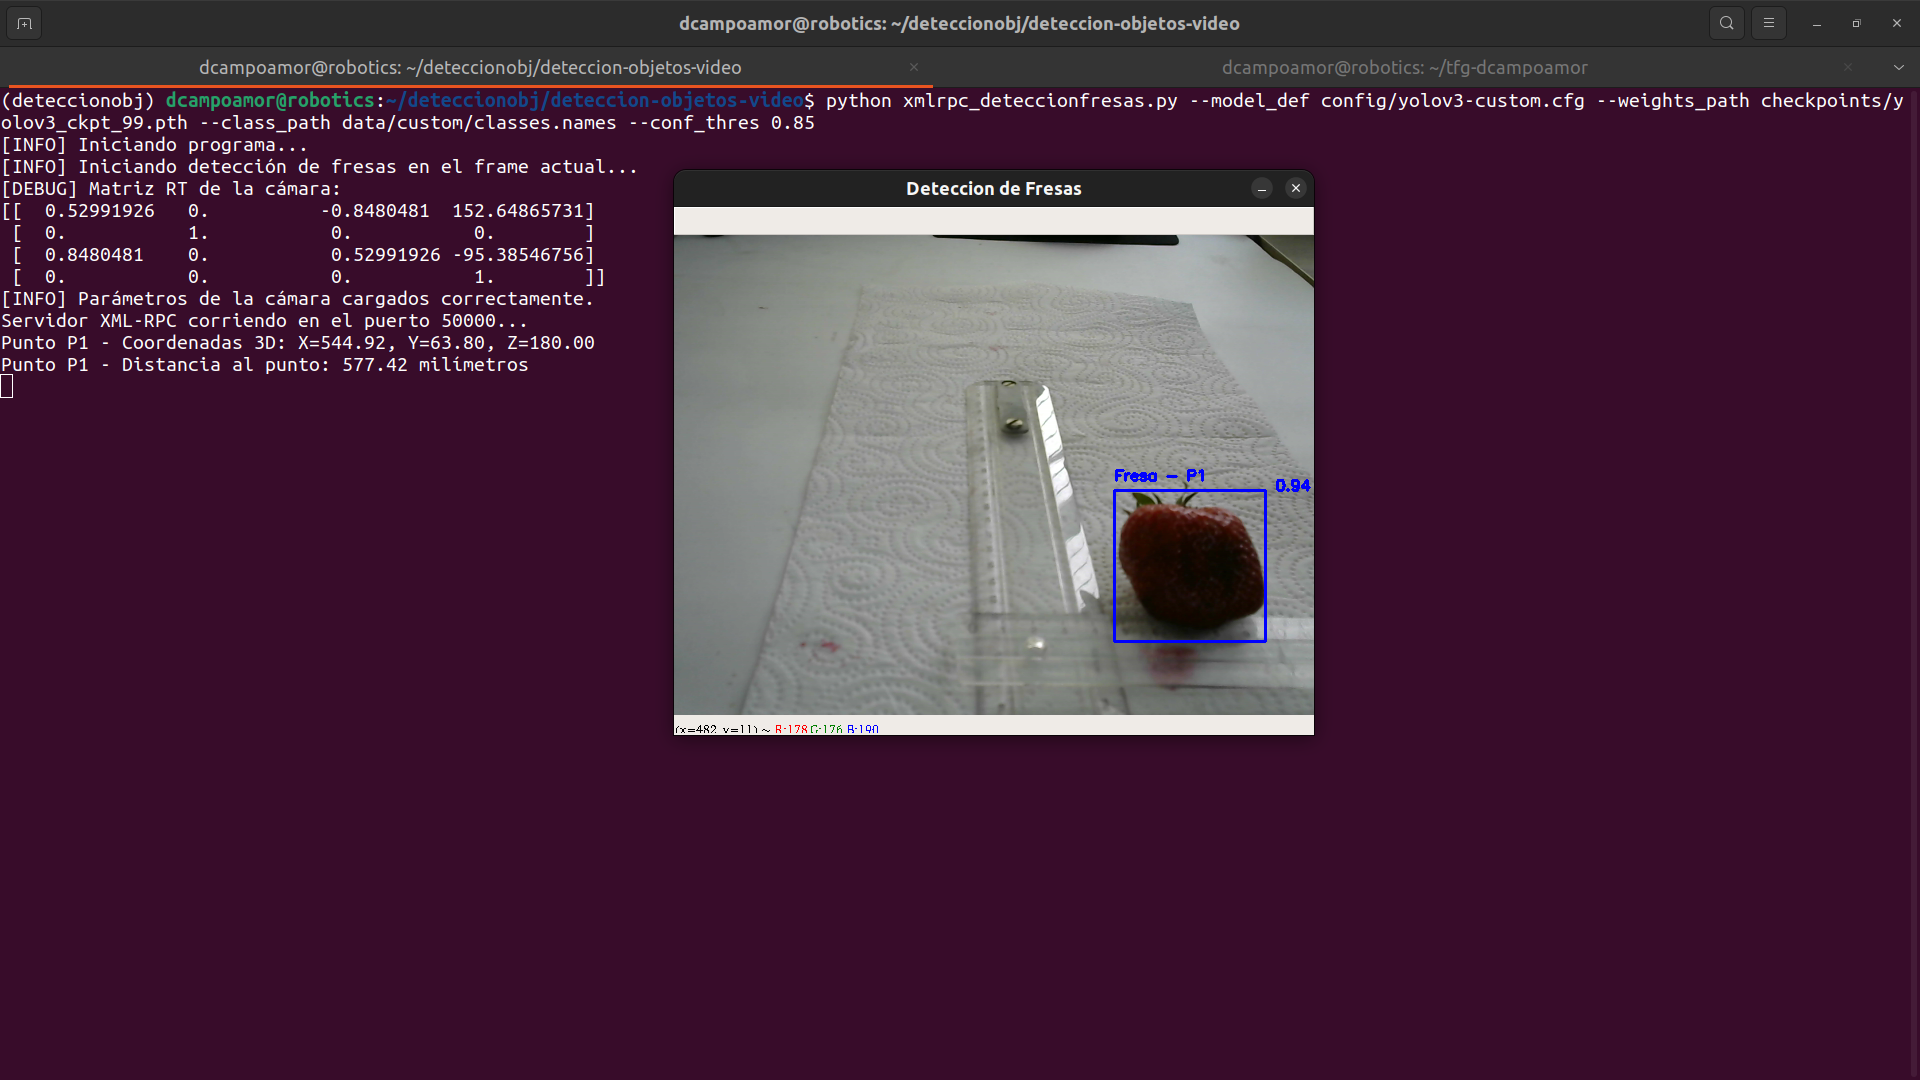 dcampoamor@robotics: ~/deteccionobj/deteccion-objetos-video
dcampoamor@robotics: ~/deteccionobj/deteccion-objetos-video
dcampoamor@robotics: ~/tfg-dcampoamor
(deteccionobj) dcampoamor@robotics:~/deteccionobj/deteccion-objetos-video$ python xmlrpc_deteccionfresas.py --model_def config/yolov3-custom.cfg --weights_path checkpoints/y
olov3_ckpt_99.pth --class_path data/custom/classes.names --conf_thres 0.85
[INFO] Iniciando programa...
[INFO] Iniciando detección de fresas en el frame actual...
[DEBUG] Matriz RT de la cámara:
[[  0.52991926   0.          -0.8480481  152.64865731]
 [  0.           1.           0.           0.        ]
 [  0.8480481    0.           0.52991926 -95.38546756]
 [  0.           0.           0.           1.        ]]
[INFO] Parámetros de la cámara cargados correctamente.
Servidor XML-RPC corriendo en el puerto 50000...
Punto P1 - Coordenadas 3D: X=544.92, Y=63.80, Z=180.00
Punto P1 - Distancia al punto: 577.42 milímetros
Deteccion de Fresas
Fresa - P1
0.94
(x=482, y=11) ~ R:178 G:176 B:190